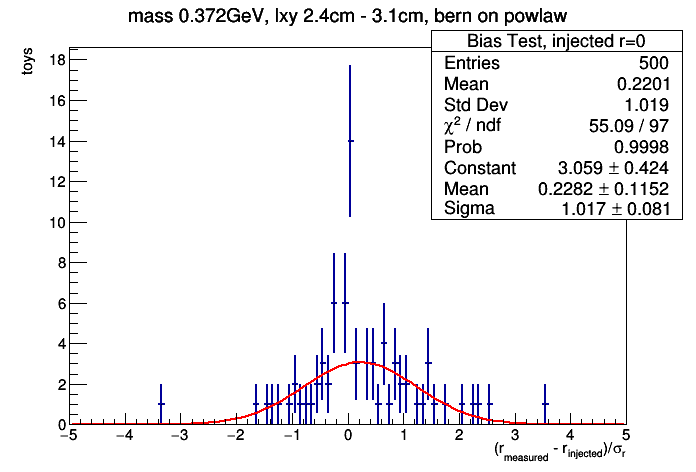 mass 0.372GeV, lxy 2.4cm - 3.1cm, bern on powlaw
Bias Test, injected r=0
Entries 500
Mean 0.2201
Std Dev 1.019
χ² / ndf 55.09 / 97
Prob 0.9998
Constant 3.059 ± 0.424
Mean 0.2282 ± 0.1152
Sigma 1.017 ± 0.081
toys
18
16
14
12
10
8
6
4
2
0
−5 −4 −3 −2 −1 0 1 2 3 4 5
(r_measured - r_injected)/σ_r